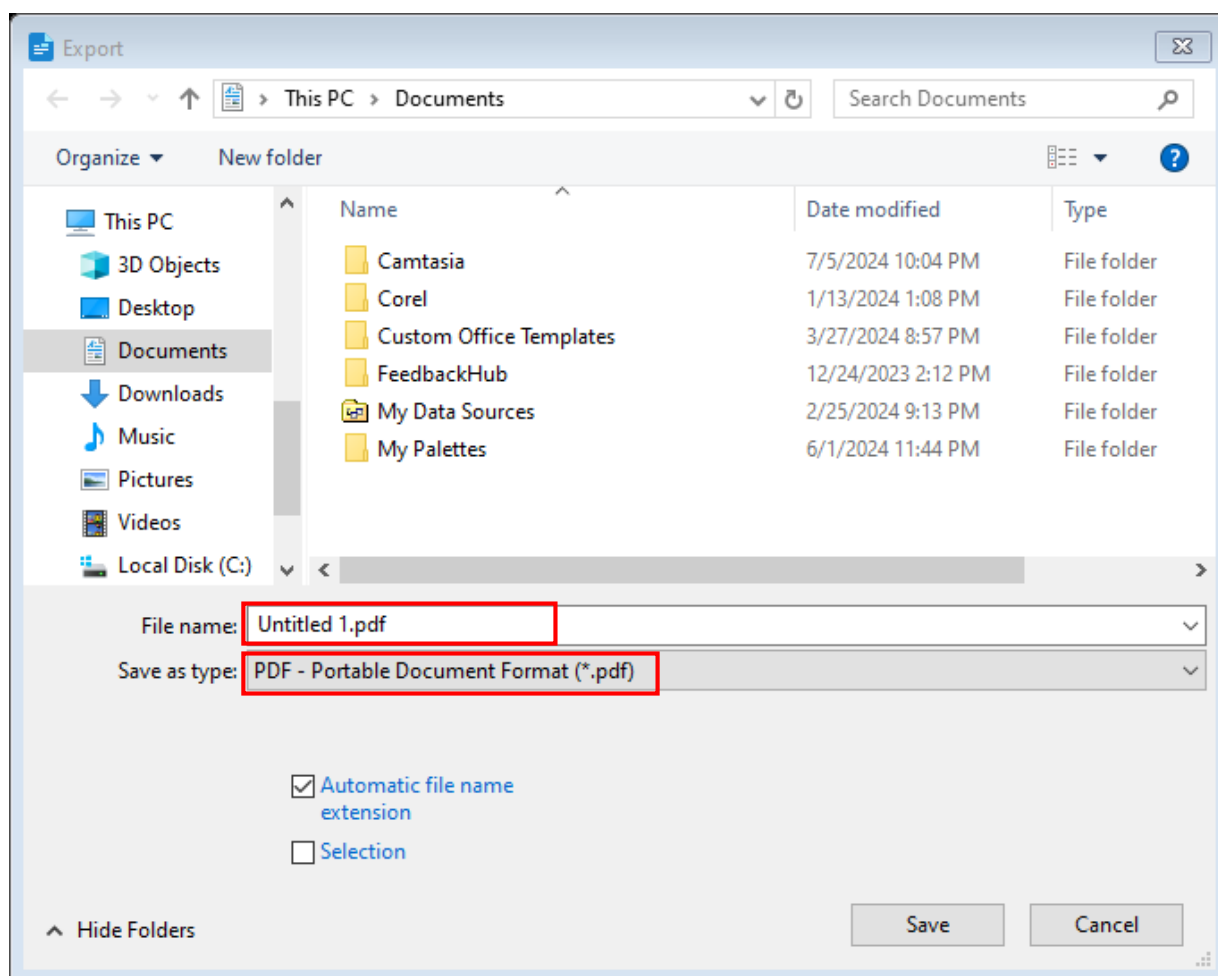 Export
This PC > Documents
Search Documents
Organize
New folder
?
This PC
3D Objects
Desktop
Documents
Downloads
Music
Pictures
Videos
Local Disk (C:)
Name Date modified Type
Camtasia 7/5/2024 10:04 PM File folder
Corel 1/13/2024 1:08 PM File folder
Custom Office Templates 3/27/2024 8:57 PM File folder
FeedbackHub 12/24/2023 2:12 PM File folder
My Data Sources 2/25/2024 9:13 PM File folder
My Palettes 6/1/2024 11:44 PM File folder
File name: Untitled 1.pdf
Save as type: PDF - Portable Document Format (*.pdf)
Automatic file name
extension
Selection
Hide Folders
Save
Cancel